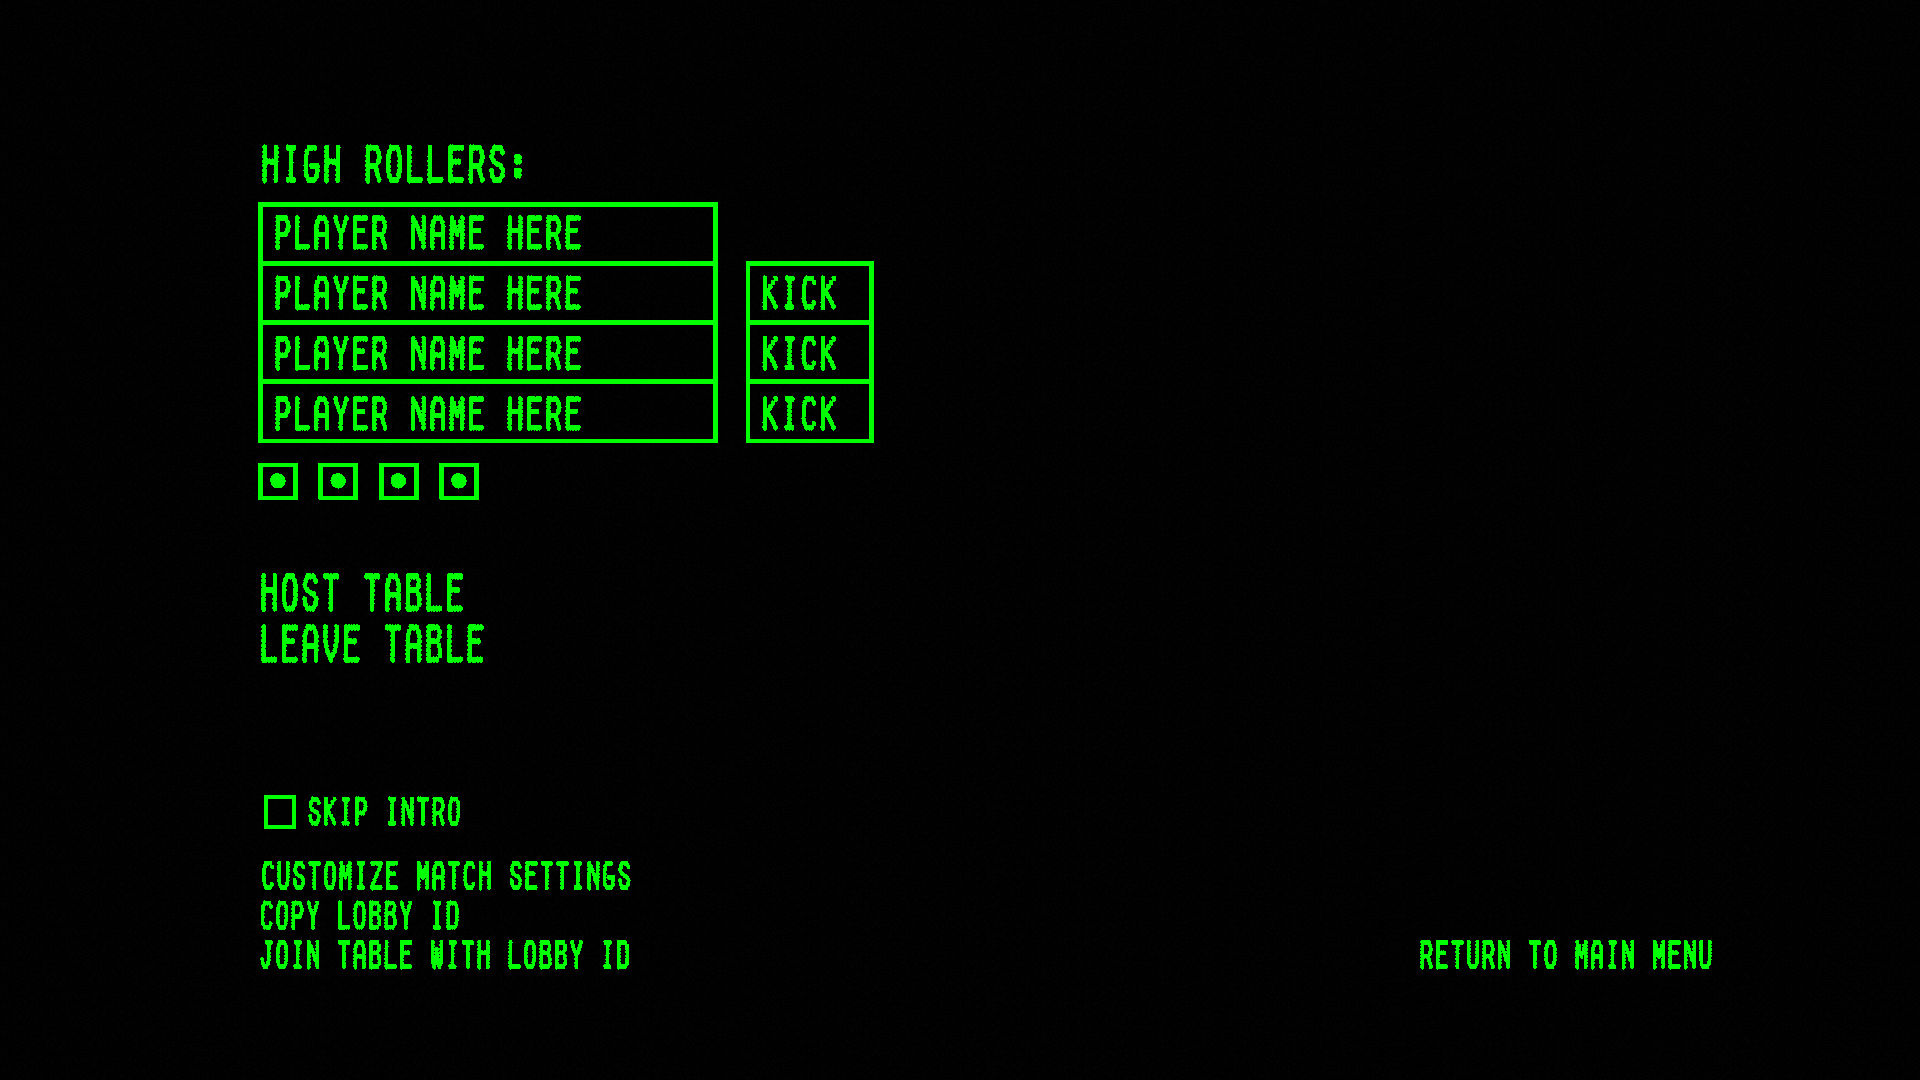 HIGH ROLLERS:
PLAYER NAME HERE
PLAYER NAME HERE KICK
PLAYER NAME HERE KICK
PLAYER NAME HERE KICK
HOST TABLE
LEAVE TABLE
SKIP INTRO
CUSTOMIZE MATCH SETTINGS
COPY LOBBY ID
JOIN TABLE WITH LOBBY ID
RETURN TO MAIN MENU